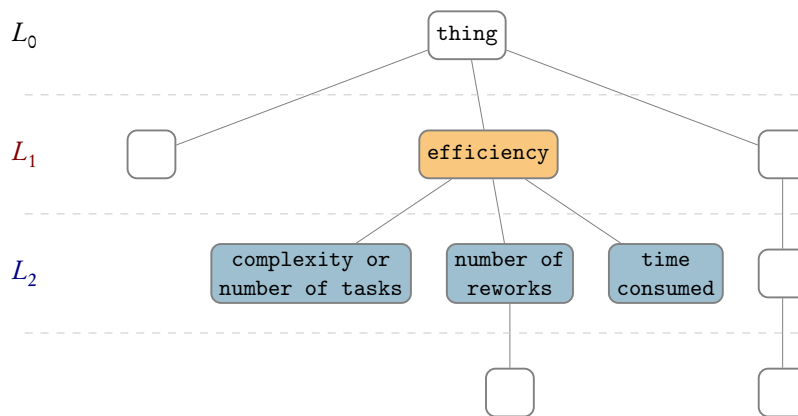 L0
thing
L1
efficiency
L2
complexity or
number of tasks
number of
reworks
time
consumed